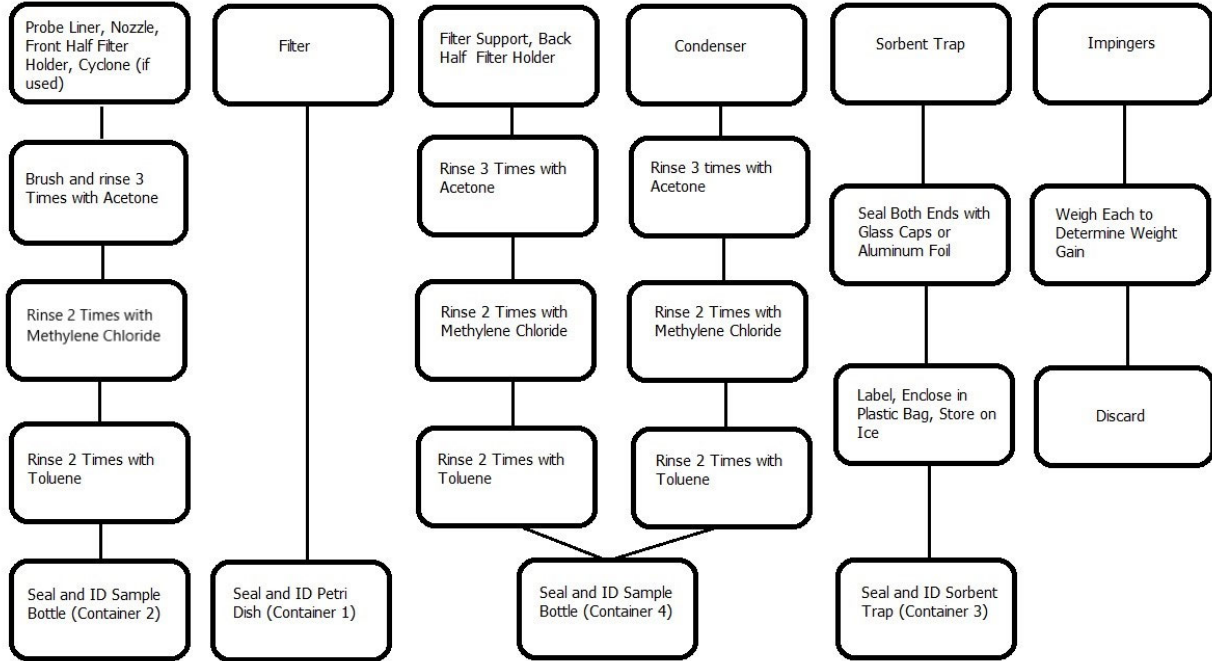 Probe Liner, Nozzle,
Front Half Filter
Holder, Cyclone (if
used)
Filter
Filter Support, Back
Half Filter Holder
Condenser
Sorbent Trap
Impingers
Brush and rinse 3
Times with Acetone
Rinse 3 Times with
Acetone
Rinse 3 times with
Acetone
Seal Both Ends with
Glass Caps or
Aluminum Foil
Weigh Each to
Determine Weight
Gain
Rinse 2 Times with
Methylene Chloride
Rinse 2 Times with
Methylene Chloride
Rinse 2 Times with
Methylene Chloride
Label, Enclose in
Plastic Bag, Store on
Ice
Discard
Rinse 2 Times with
Toluene
Rinse 2 Times with
Toluene
Rinse 2 Times with
Toluene
Seal and ID Sample
Bottle (Container 2)
Seal and ID Petri
Dish (Container 1)
Seal and ID Sample
Bottle (Container 4)
Seal and ID Sorbent
Trap (Container 3)